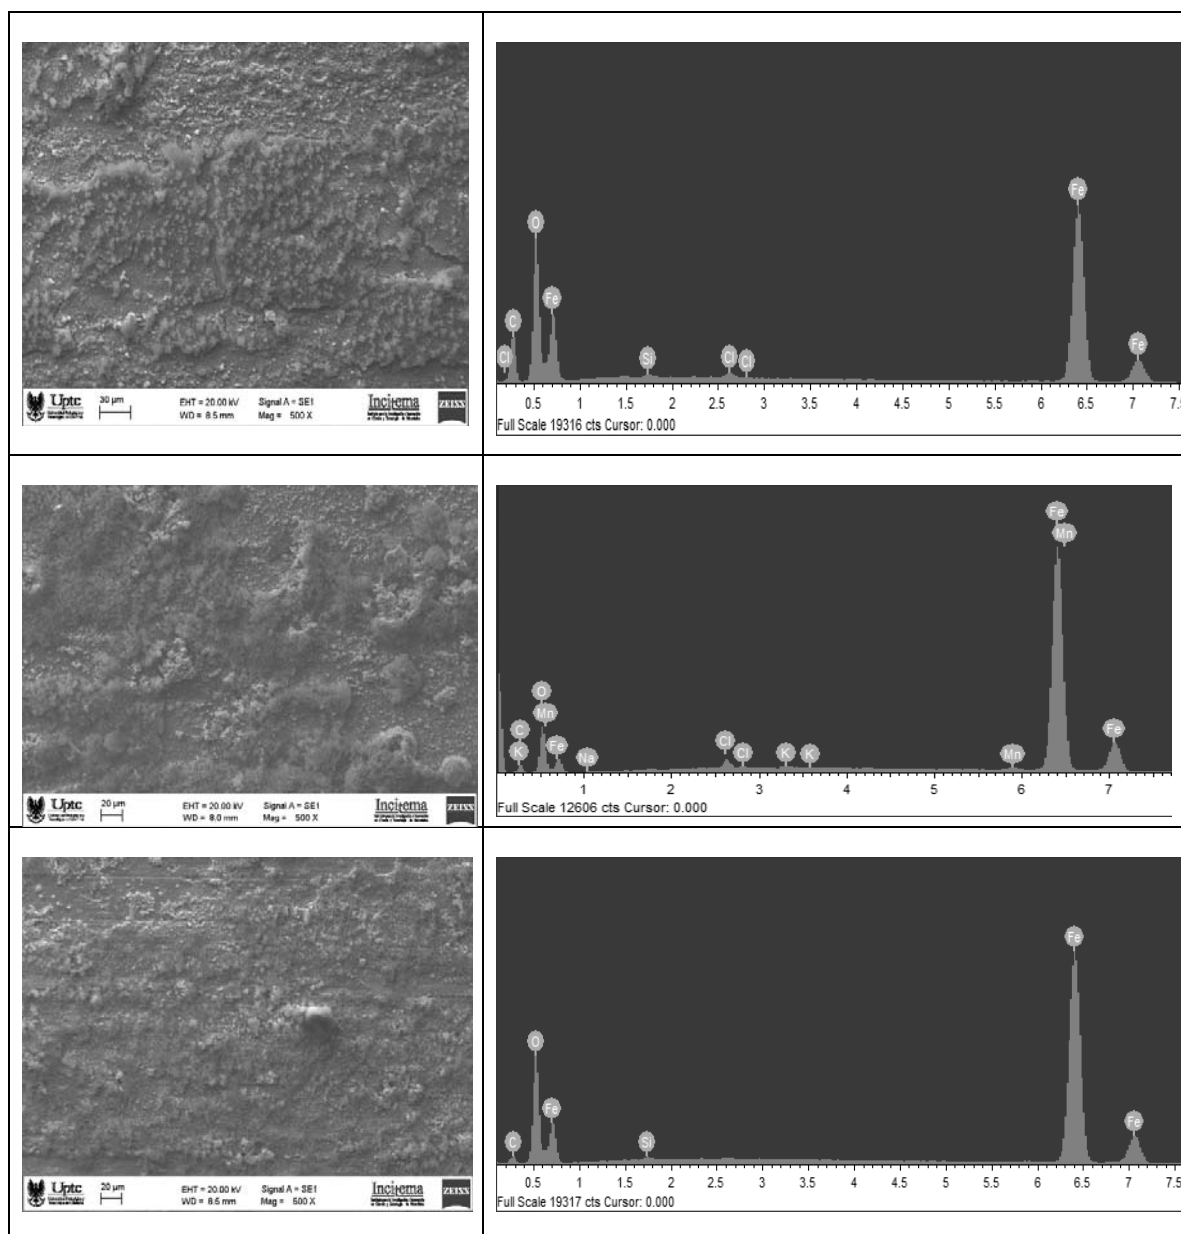 Uptc 30 µm EHT = 20.00 kV Signal A = SE1 Incitema ZEISS
WD = 8.5 mm Mag = 500 X
Fe
O
Fe
C
Fe
Cl Si Cl Cl
0.5 1 1.5 2 2.5 3 3.5 4 4.5 5 5.5 6 6.5 7 7.5
Full Scale 19316 cts Cursor: 0.000
Uptc 20 µm EHT = 20.00 kV Signal A = SE1 Incitema ZEISS
WD = 8.0 mm Mag = 500 X
Fe
Mn
O
Mn
C Fe
K Fe Na Cl Cl K K Mn
1 2 3 4 5 6 7
Full Scale 12606 cts Cursor: 0.000
Uptc 20 µm EHT = 20.00 kV Signal A = SE1 Incitema ZEISS
WD = 8.5 mm Mag = 500 X
Fe
O
Fe
Fe
C Si
0.5 1 1.5 2 2.5 3 3.5 4 4.5 5 5.5 6 6.5 7 7.5
Full Scale 19317 cts Cursor: 0.000